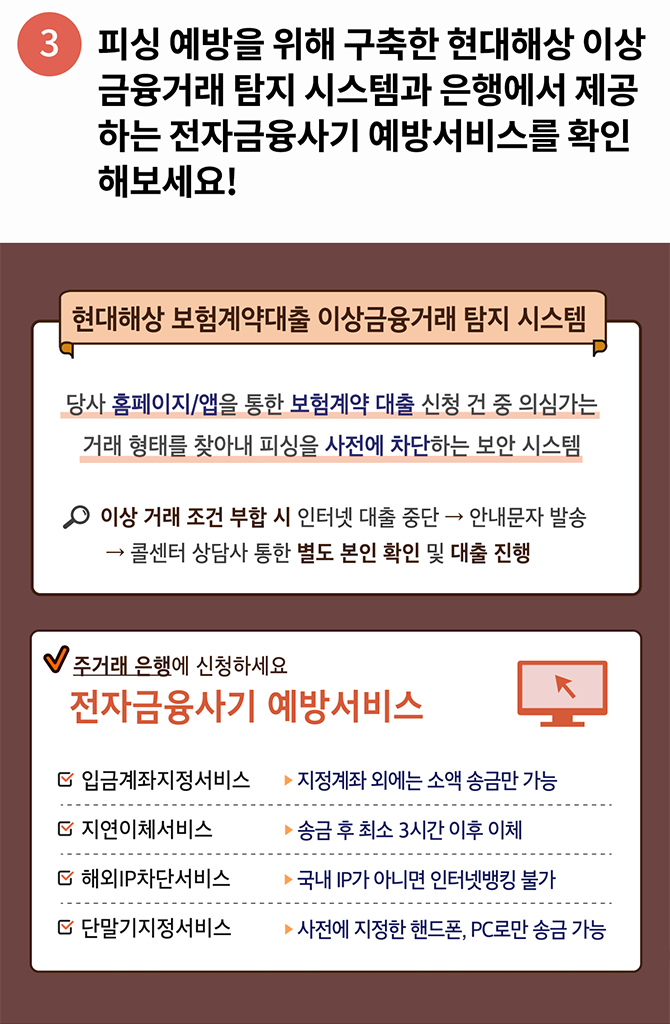 3
피싱 예방을 위해 구축한 현대해상 이상
금융거래 탐지 시스템과 은행에서 제공
하는 전자금융사기 예방서비스를 확인
해보세요!
현대해상 보험계약대출 이상금융거래 탐지 시스템
당사 홈페이지/앱을 통한 보험계약 대출 신청 건 중 의심가는
거래 형태를 찾아내 피싱을 사전에 차단하는 보안 시스템
이상 거래 조건 부합 시 인터넷 대출 중단 → 안내문자 발송
→ 콜센터 상담사 통한 별도 본인 확인 및 대출 진행
주거래 은행에 신청하세요
전자금융사기 예방서비스
입금계좌지정서비스 ▶ 지정계좌 외에는 소액 송금만 가능
지연이체서비스 ▶ 송금 후 최소 3시간 이후 이체
해외IP차단서비스 ▶ 국내 IP가 아니면 인터넷뱅킹 불가
단말기지정서비스 ▶ 사전에 지정한 핸드폰, PC로만 송금 가능